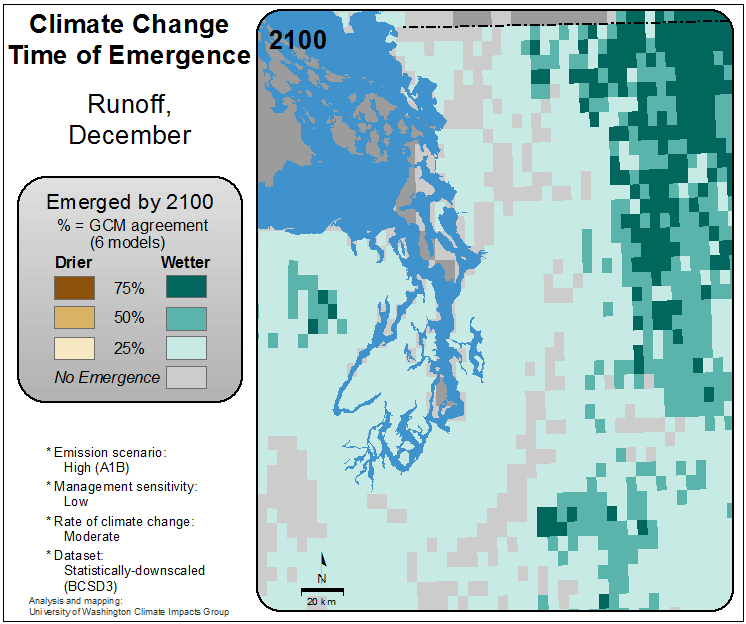 Climate Change
Time of Emergence
Runoff,
December
Emerged by 2100
% = GCM agreement
(6 models)
Drier Wetter
75%
50%
25%
No Emergence
* Emission scenario:
High (A1B)
* Management sensitivity:
Low
* Rate of climate change:
Moderate
* Dataset:
Statistically-downscaled
(BCSD3)
Analysis and mapping:
University of Washington Climate Impacts Group
2100
N
20 km